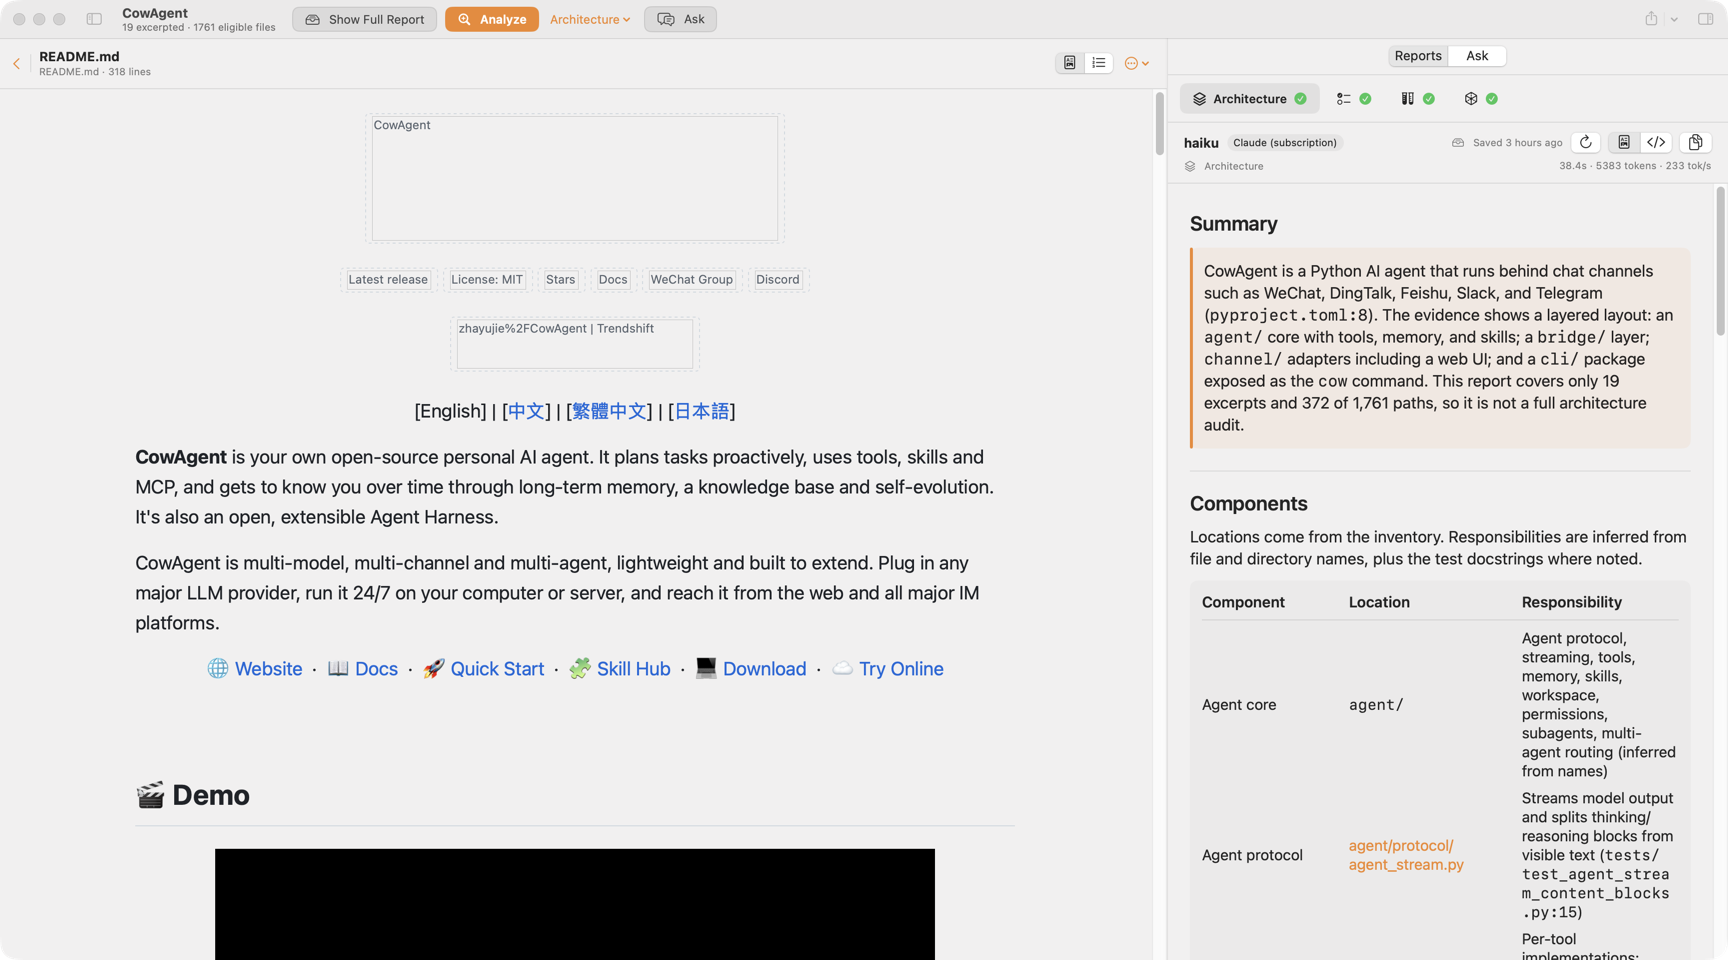 CowAgent
19 excerpted · 1761 eligible files
Show Full Report
Analyze
Architecture
Ask
README.md
README.md · 318 lines
CowAgent
Latest release
License: MIT
Stars
Docs
WeChat Group
Discord
zhayujie%2FCowAgent | Trendshift
[English] | [中文] | [繁體中文] | [日本語]
CowAgent is your own open-source personal AI agent. It plans tasks proactively, uses tools, skills and
MCP, and gets to know you over time through long-term memory, a knowledge base and self-evolution.
It's also an open, extensible Agent Harness.
CowAgent is multi-model, multi-channel and multi-agent, lightweight and built to extend. Plug in any
major LLM provider, run it 24/7 on your computer or server, and reach it from the web and all major IM
platforms.
🌐 Website · 📖 Docs · 🚀 Quick Start · 🧩 Skill Hub · 💻 Download · ☁️ Try Online
🎬 Demo
Reports
Ask
Architecture
haiku
Claude (subscription)
Saved 3 hours ago
Architecture
38.4s · 5383 tokens · 233 tok/s
Summary
CowAgent is a Python AI agent that runs behind chat channels
such as WeChat, DingTalk, Feishu, Slack, and Telegram
(pyproject.toml:8). The evidence shows a layered layout: an
agent/ core with tools, memory, and skills; a bridge/ layer;
channel/ adapters including a web UI; and a cli/ package
exposed as the cow command. This report covers only 19
excerpts and 372 of 1,761 paths, so it is not a full architecture
audit.
Components
Locations come from the inventory. Responsibilities are inferred from
file and directory names, plus the test docstrings where noted.
Component
Location
Responsibility
Agent core
agent/
Agent protocol,
streaming, tools,
memory, skills,
workspace,
permissions,
subagents, multi-
agent routing (inferred
from names)
Agent protocol
agent/protocol/
agent_stream.py
Streams model output
and splits thinking/
reasoning blocks from
visible text (tests/
test_agent_strea
m_content_blocks
.py:15)
Per-tool
implementations: